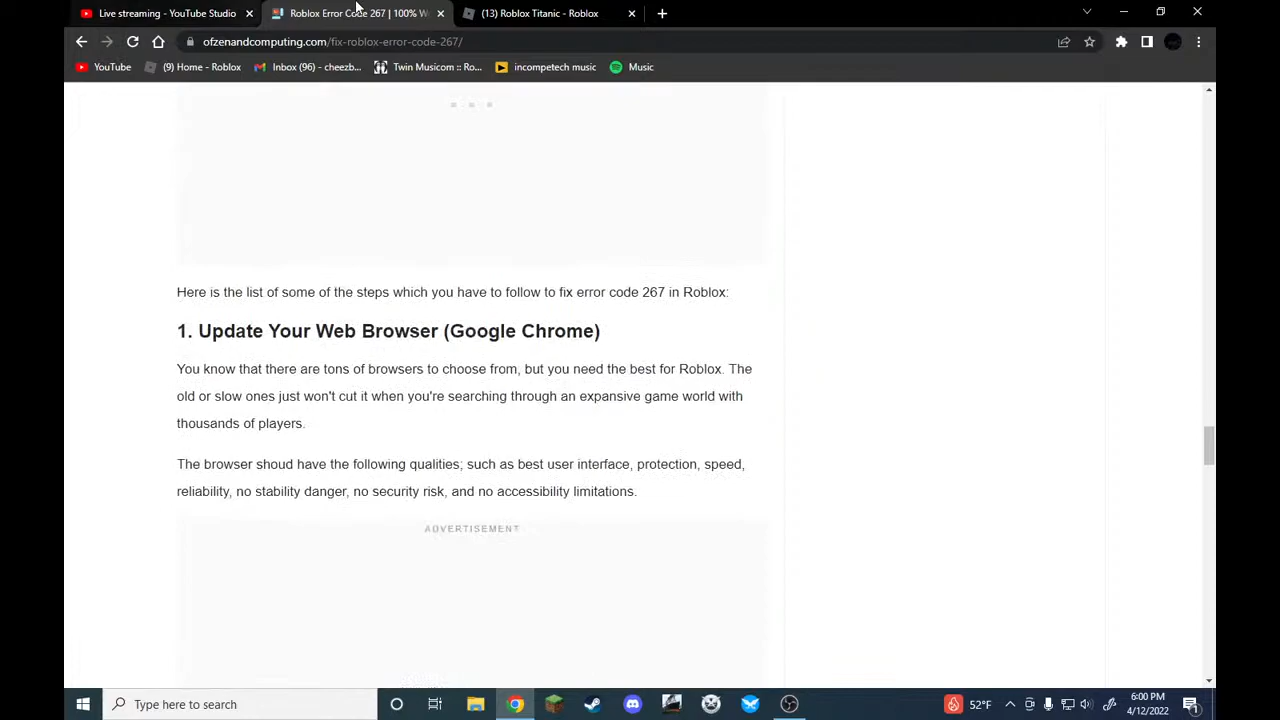 Live streaming - YouTube Studio
Roblox Error Code 267 | 100% W
(13) Roblox Titanic - Roblox
ofzenandcomputing.com/fix-roblox-error-code-267/
YouTube
(9) Home - Roblox
Inbox (96) - cheezb...
Twin Musicom :: Ro...
incompetech music
Music
Here is the list of some of the steps which you have to follow to fix error code 267 in Roblox:
1. Update Your Web Browser (Google Chrome)
You know that there are tons of browsers to choose from, but you need the best for Roblox. The
old or slow ones just won't cut it when you're searching through an expansive game world with
thousands of players.
The browser shoud have the following qualities; such as best user interface, protection, speed,
reliability, no stability danger, no security risk, and no accessibility limitations.
ADVERTISEMENT
Type here to search
52°F
6:00 PM
4/12/2022
1